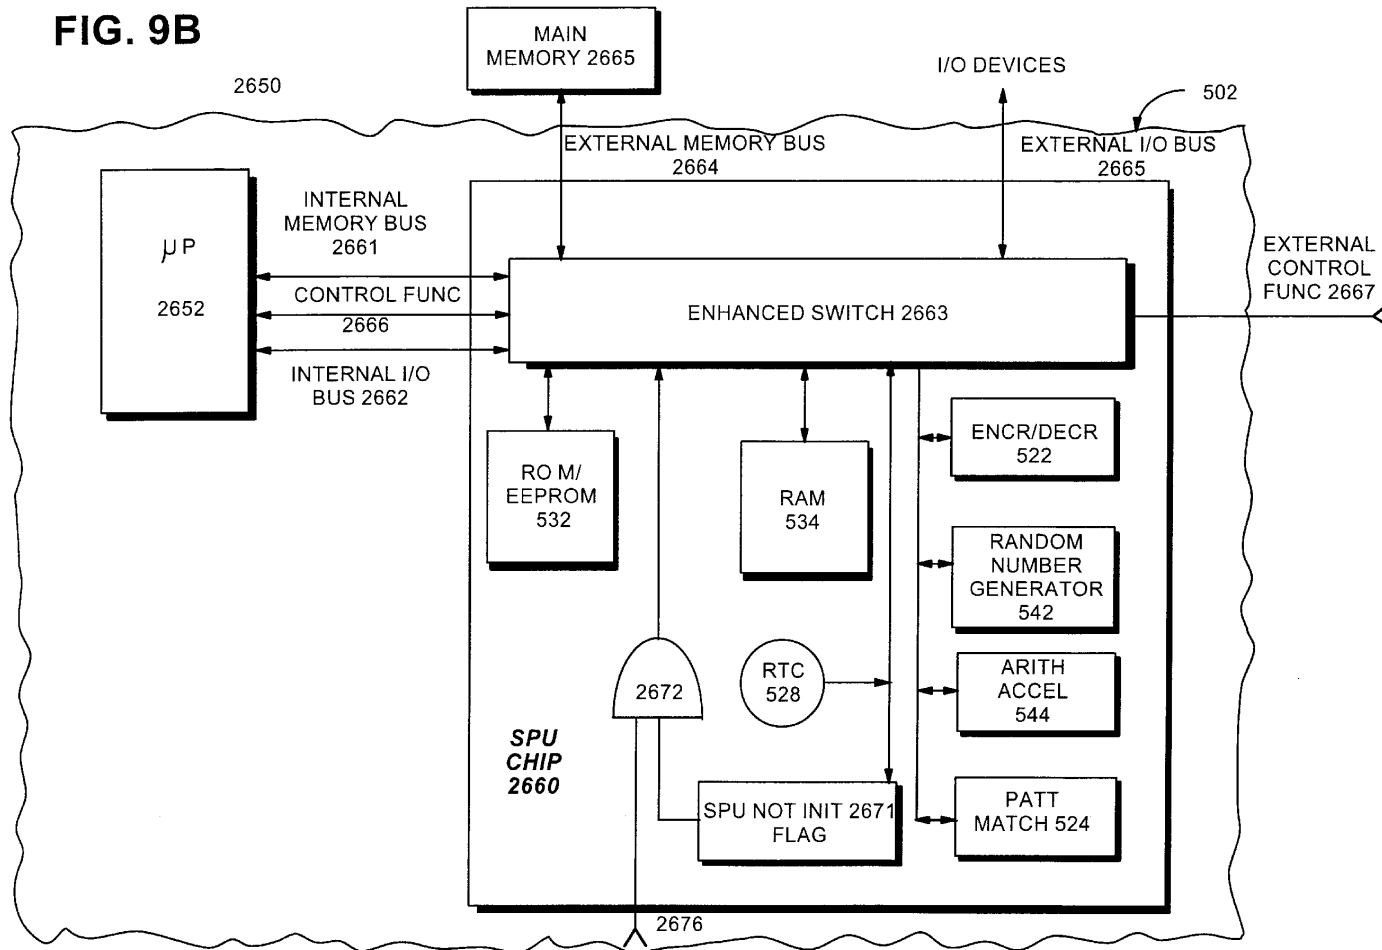 FIG. 9B
MAIN
MEMORY 2665
I/O DEVICES
2650
502
EXTERNAL MEMORY BUS
2664
EXTERNAL I/O BUS
2665
µP
2652
INTERNAL
MEMORY BUS
2661
CONTROL FUNC
2666
INTERNAL I/O
BUS 2662
ENHANCED SWITCH 2663
EXTERNAL
CONTROL
FUNC 2667
RO M/
EEPROM
532
RAM
534
ENCR/DECR
522
RANDOM
NUMBER
GENERATOR
542
2672
RTC
528
ARITH
ACCEL
544
SPU
CHIP
2660
SPU NOT INIT 2671
FLAG
PATT
MATCH 524
2676